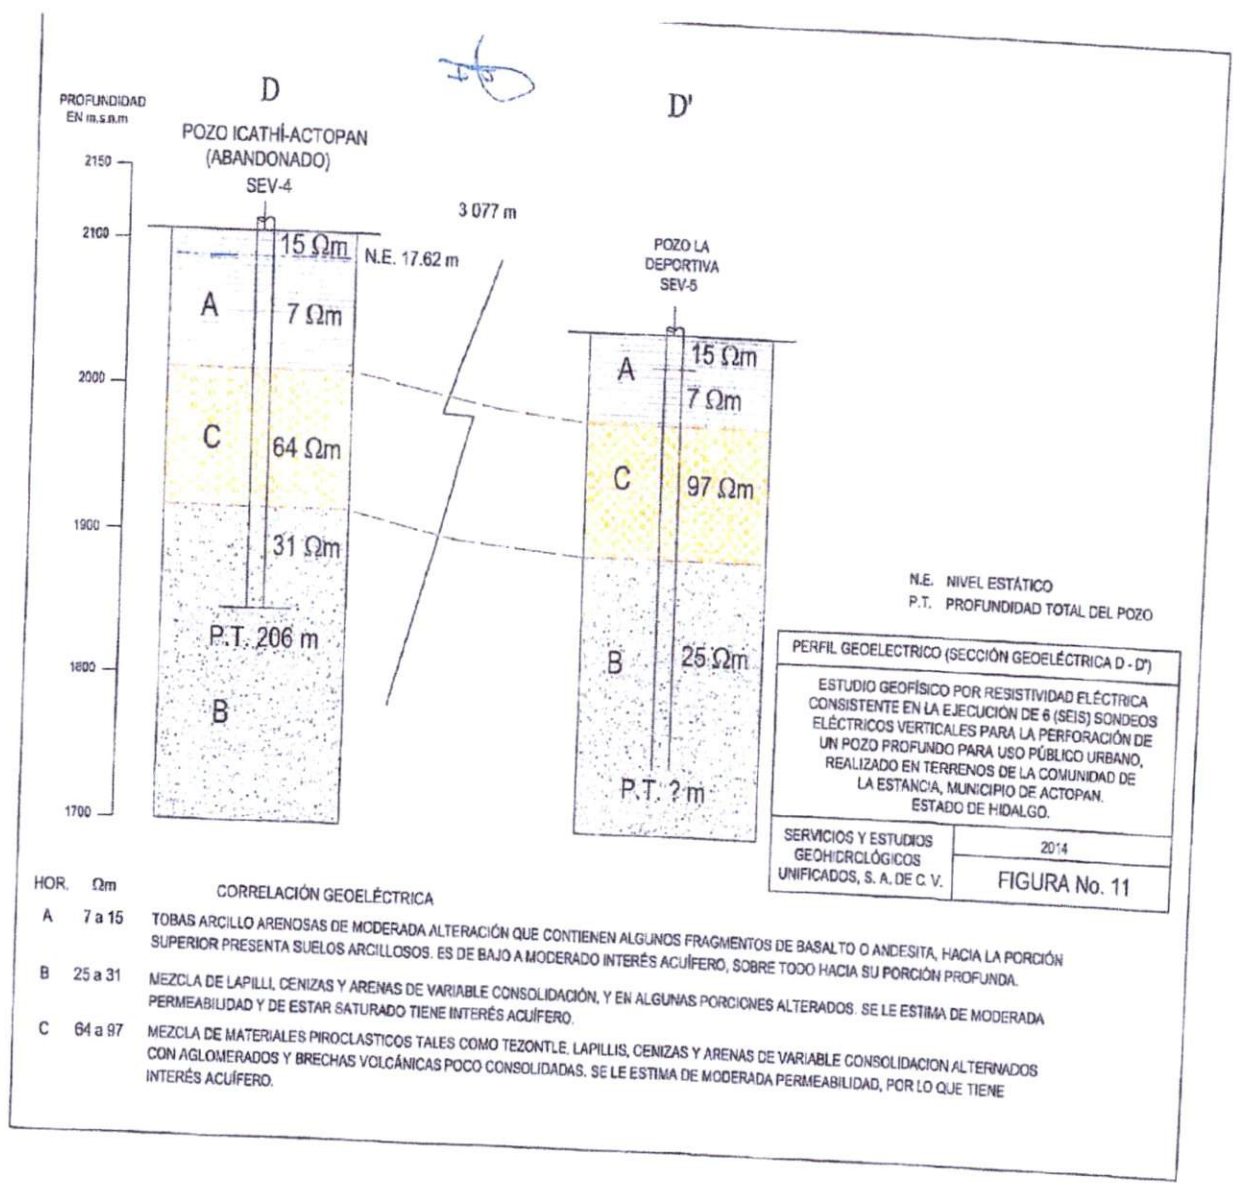 D
D'
PROFUNDIDAD
EN m.s.n.m
POZO ICATHÍ-ACTOPAN
(ABANDONADO)
SEV-4
2150
2100
2000
1900
1800
1700
15 Ωm
N.E. 17.62 m
A
7 Ωm
C
64 Ωm
31 Ωm
P.T. 206 m
B
3 077 m
POZO LA
DEPORTIVA
SEV-5
A
15 Ωm
7 Ωm
C
97 Ωm
B
25 Ωm
P.T. ? m
N.E. NIVEL ESTÁTICO
P.T. PROFUNDIDAD TOTAL DEL POZO
PERFIL GEOELECTRICO (SECCIÓN GEOELÉCTRICA D - D')
ESTUDIO GEOFÍSICO POR RESISTIVIDAD ELÉCTRICA
CONSISTENTE EN LA EJECUCIÓN DE 6 (SEIS) SONDEOS
ELÉCTRICOS VERTICALES PARA LA PERFORACIÓN DE
UN POZO PROFUNDO PARA USO PÚBLICO URBANO,
REALIZADO EN TERRENOS DE LA COMUNIDAD DE
LA ESTANCIA, MUNICIPIO DE ACTOPAN.
ESTADO DE HIDALGO.
SERVICIOS Y ESTUDIOS
GEOHIDROLÓGICOS
UNIFICADOS, S. A. DE C. V.
2014
FIGURA No. 11
HOR. Ωm CORRELACIÓN GEOELÉCTRICA
A 7 a 15 TOBAS ARCILLO ARENOSAS DE MODERADA ALTERACIÓN QUE CONTIENEN ALGUNOS FRAGMENTOS DE BASALTO O ANDESITA, HACIA LA PORCIÓN
SUPERIOR PRESENTA SUELOS ARCILLOSOS. ES DE BAJO A MODERADO INTERÉS ACUÍFERO, SOBRE TODO HACIA SU PORCIÓN PROFUNDA.
B 25 a 31 MEZCLA DE LAPILLI, CENIZAS Y ARENAS DE VARIABLE CONSOLIDACIÓN, Y EN ALGUNAS PORCIONES ALTERADOS. SE LE ESTIMA DE MODERADA
PERMEABILIDAD Y DE ESTAR SATURADO TIENE INTERÉS ACUÍFERO.
C 64 a 97 MEZCLA DE MATERIALES PIROCLASTICOS TALES COMO TEZONTLE, LAPILLIS, CENIZAS Y ARENAS DE VARIABLE CONSOLIDACION ALTERNADOS
CON AGLOMERADOS Y BRECHAS VOLCÁNICAS POCO CONSOLIDADAS. SE LE ESTIMA DE MODERADA PERMEABILIDAD, POR LO QUE TIENE
INTERÉS ACUÍFERO.